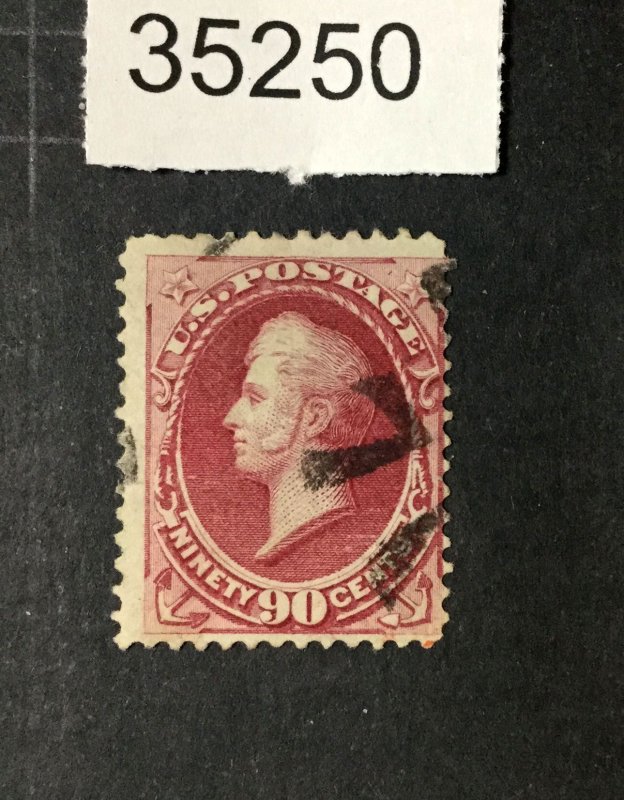 35250
U.S. POSTAGE
NINETY 90 CENTS